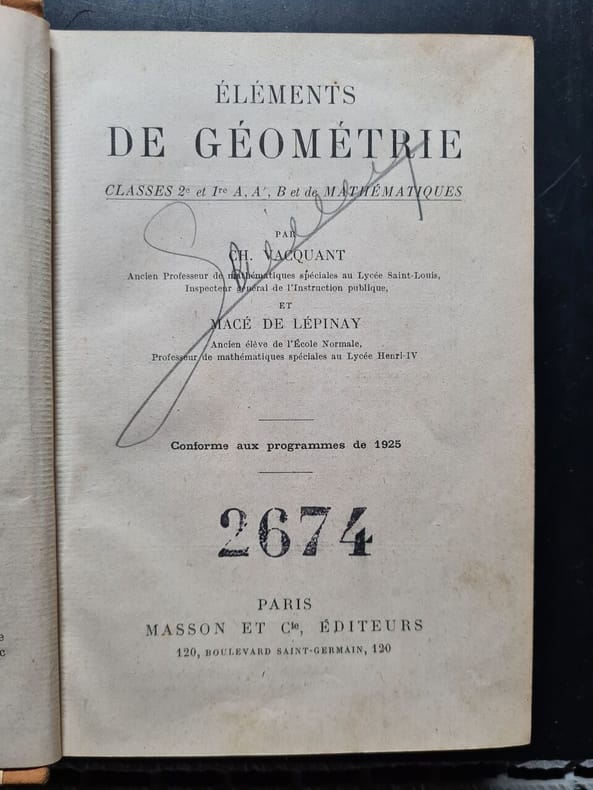 ÉLÉMENTS
DE GÉOMÉTRIE
CLASSES 2e et 1re A, A', B et de MATHÉMATIQUES
PAR
CH. VACQUANT
Ancien Professeur de mathématiques spéciales au Lycée Saint-Louis,
Inspecteur général de l'Instruction publique,
ET
MACÉ DE LÉPINAY
Ancien élève de l'École Normale,
Professeur de mathématiques spéciales au Lycée Henri-IV
Conforme aux programmes de 1925
2674
PARIS
MASSON ET Cie, ÉDITEURS
120, BOULEVARD SAINT-GERMAIN, 120